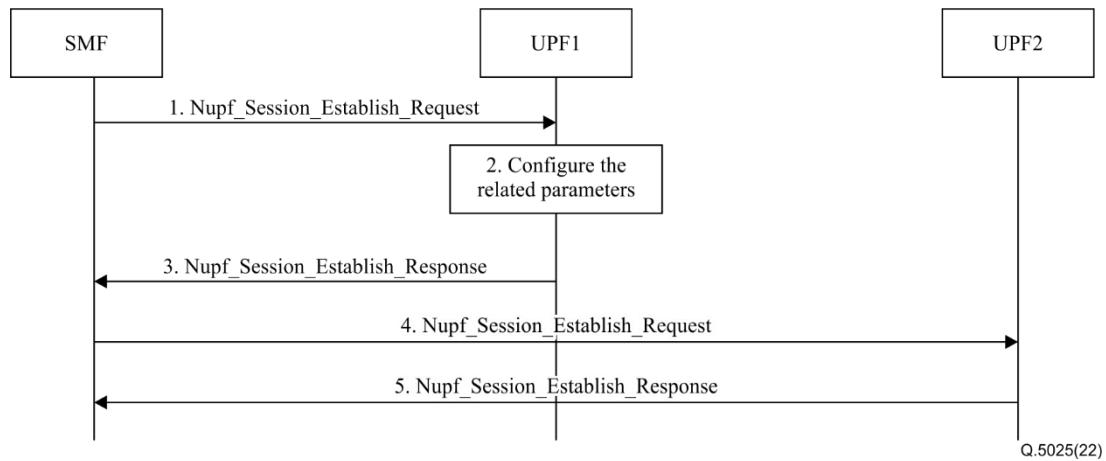 SMF
UPF1
UPF2
1. Nupf_Session_Establish_Request
2. Configure the
related parameters
3. Nupf_Session_Establish_Response
4. Nupf_Session_Establish_Request
5. Nupf_Session_Establish_Response
Q.5025(22)